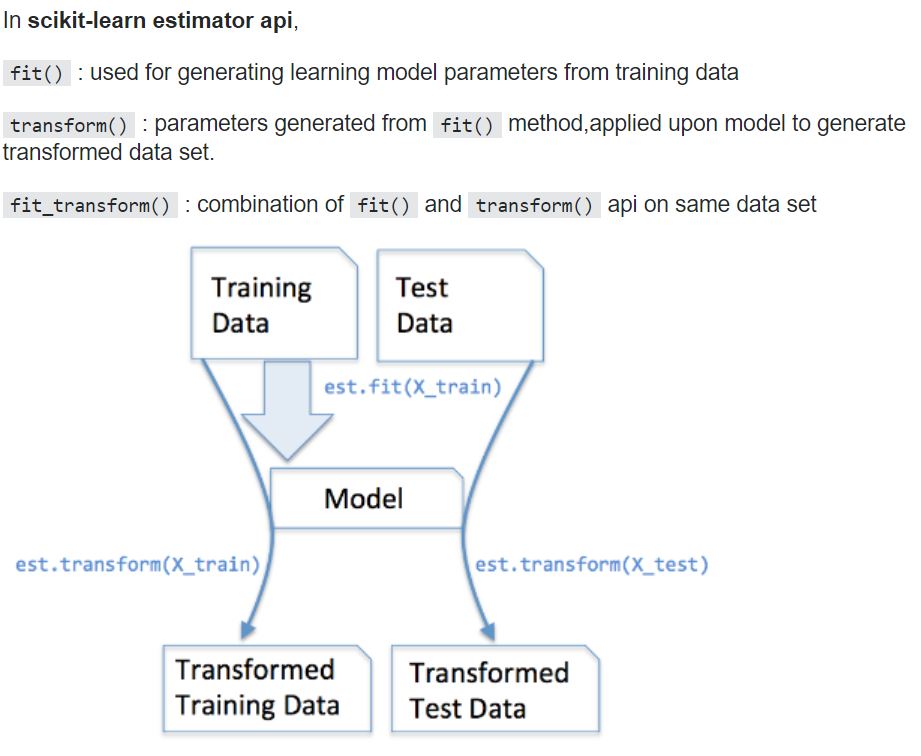 In scikit-learn estimator api,
fit() : used for generating learning model parameters from training data
transform() : parameters generated from fit() method,applied upon model to generate
transformed data set.
fit_transform() : combination of fit() and transform() api on same data set
Training
Data
Test
Data
est.fit(X_train)
Model
est.transform(X_train)
est.transform(X_test)
Transformed
Training Data
Transformed
Test Data